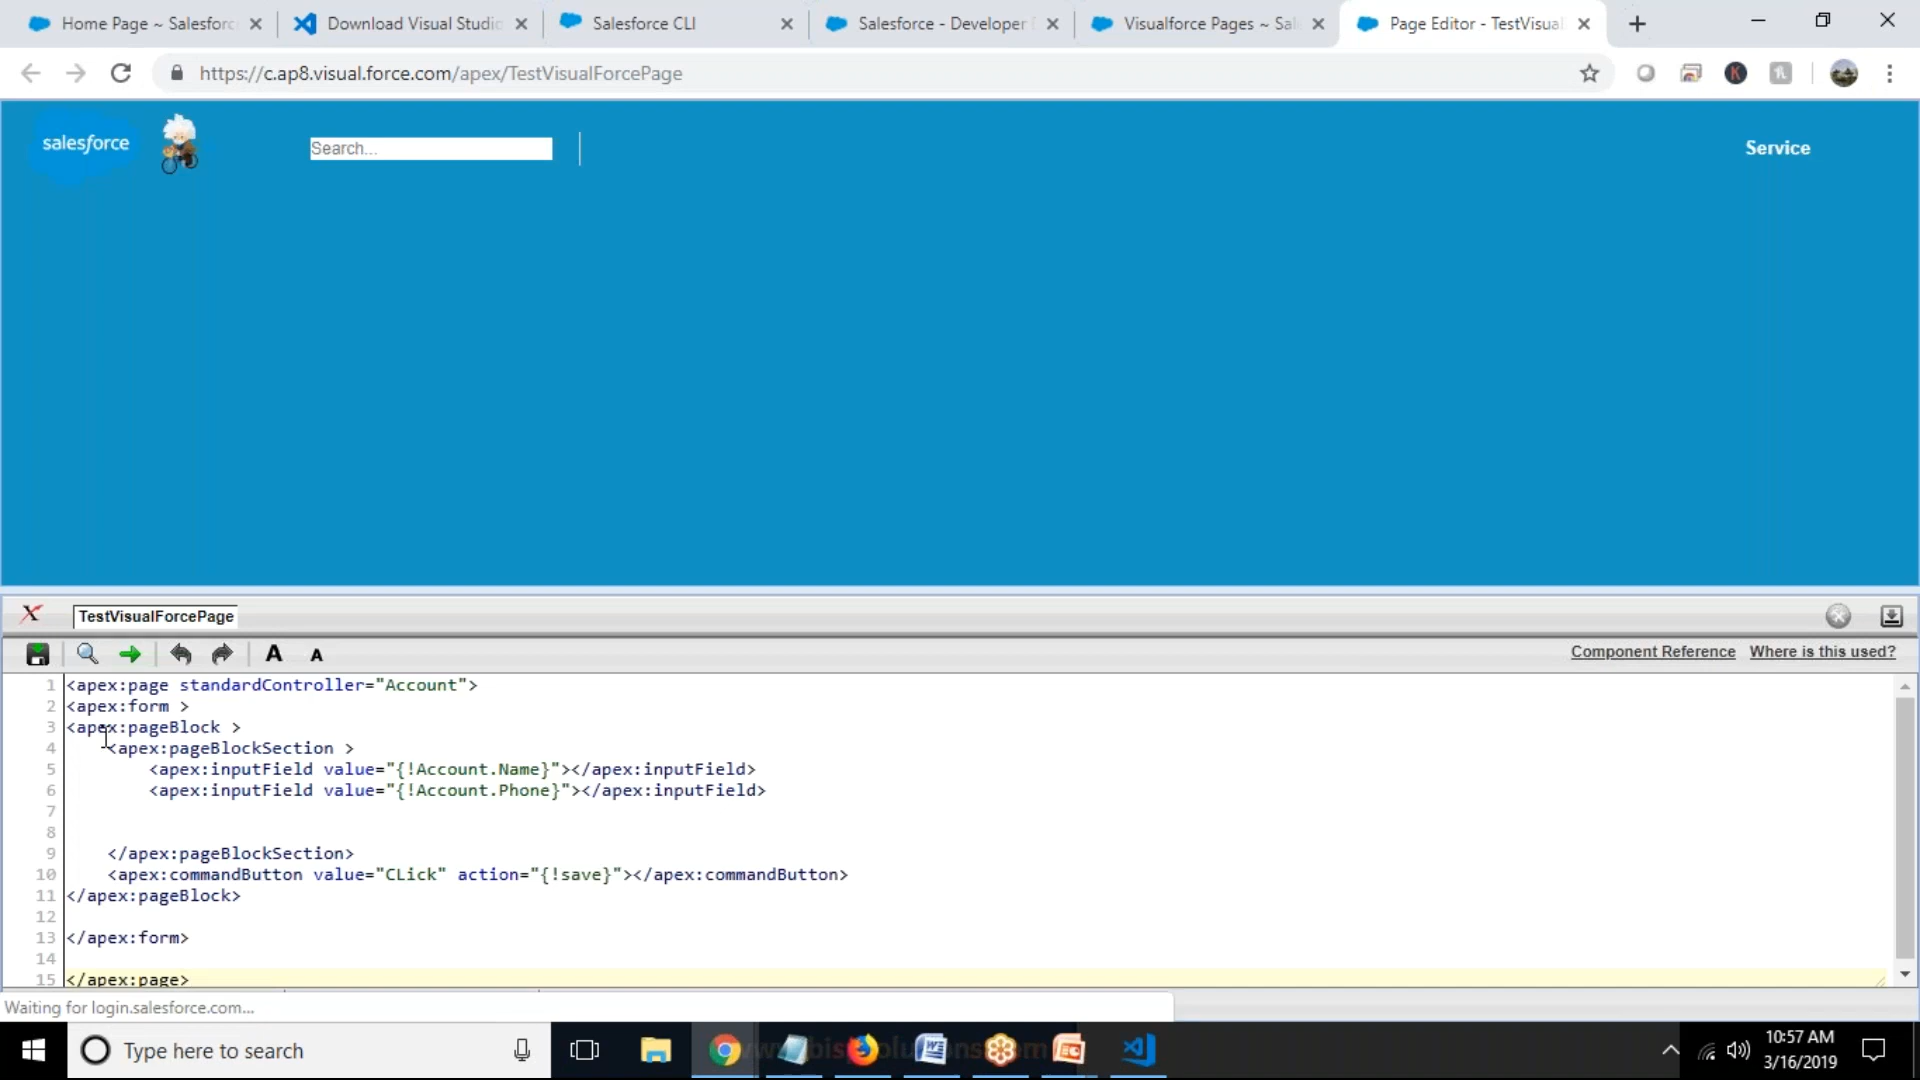 Home Page ~ Salesforc
Download Visual Studio
Salesforce CLI
Salesforce - Developer
Visualforce Pages ~ Sal
Page Editor - TestVisual
https://c.ap8.visual.force.com/apex/TestVisualForcePage
salesforce
Search...
Service
TestVisualForcePage
A A
Component Reference Where is this used?
1 <apex:page standardController="Account">
2 <apex:form >
3 <apex:pageBlock >
4 <apex:pageBlockSection >
5 <apex:inputField value="{!Account.Name}"></apex:inputField>
6 <apex:inputField value="{!Account.Phone}"></apex:inputField>
7
8
9 </apex:pageBlockSection>
10 <apex:commandButton value="CLick" action="{!save}"></apex:commandButton>
11 </apex:pageBlock>
12
13 </apex:form>
14
15 </apex:page>
Waiting for login.salesforce.com...
Type here to search
10:57 AM
3/16/2019